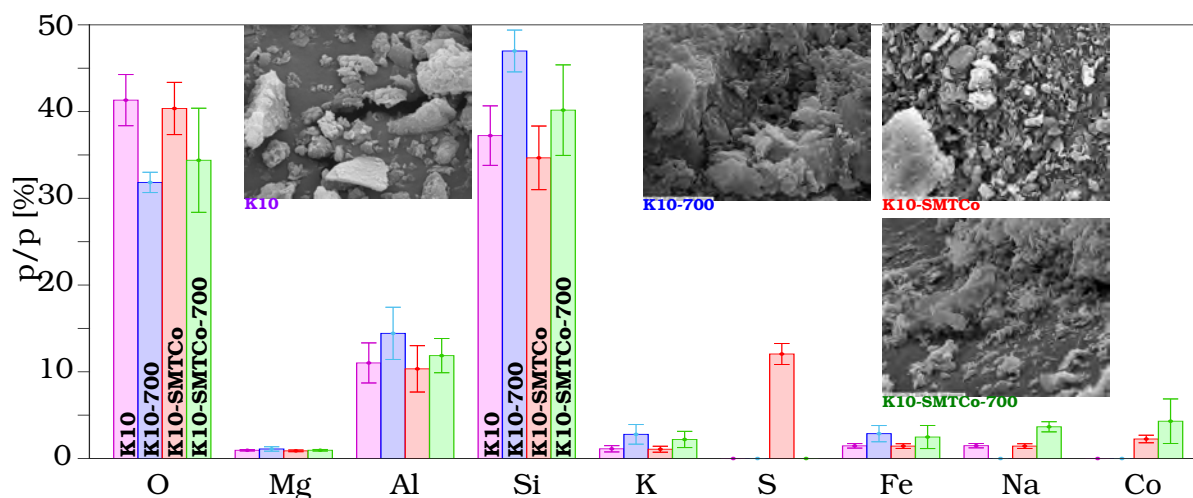 50
40
30
20
10
0
p/p [%]
K10
K10-700
K10-SMTCo
K10-SMTCo-700
K10
K10-700
K10-SMTCo
K10-SMTCo-700
K10
K10-700
K10-SMTCo
K10-SMTCo-700
O Mg Al Si K S Fe Na Co